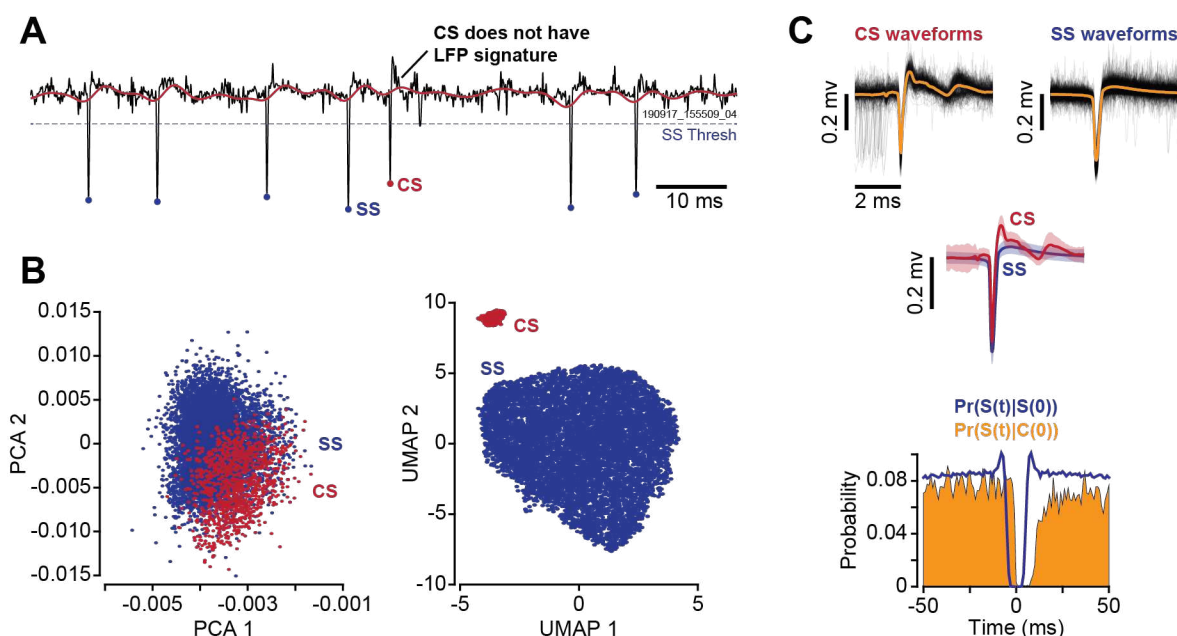 A
CS does not have
LFP signature
190917_155509_04
SS Thresh
SS
CS
10 ms
B
0.015
0.010
0.005
0
-0.005
-0.010
-0.015
PCA 2
SS
CS
-0.005
-0.003
-0.001
PCA 1
10
5
0
-5
-10
UMAP 2
CS
SS
-5
0
5
UMAP 1
C
CS waveforms
SS waveforms
0.2 mv
0.2 mv
2 ms
CS
SS
0.2 mv
Pr(S(t)|S(0))
Pr(S(t)|C(0))
0.08
0.04
0
Probability
-50
0
50
Time (ms)